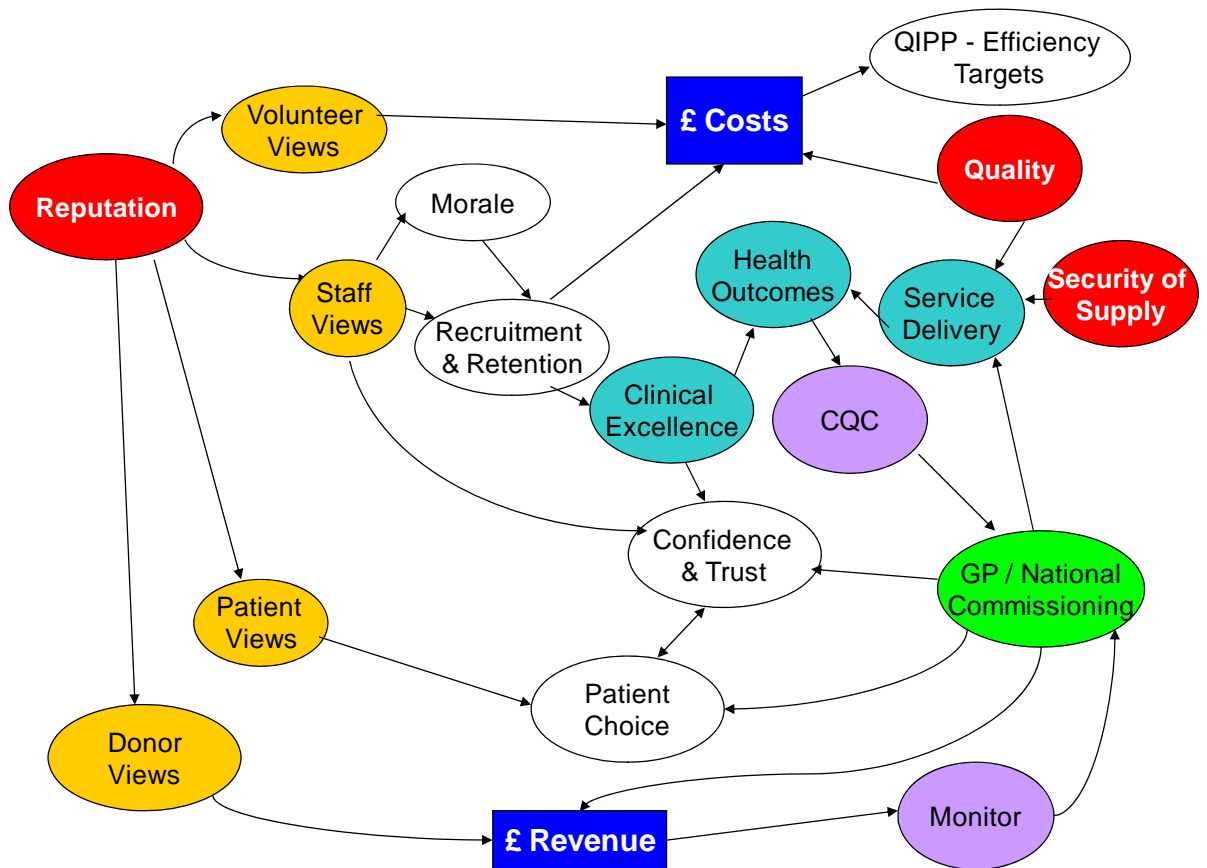 QIPP - Efficiency
Targets
Volunteer
Views
£ Costs
Quality
Reputation
Morale
Health
Outcomes
Security of
Supply
Staff
Views
Service
Delivery
Recruitment
& Retention
Clinical
Excellence
CQC
Confidence
& Trust
GP / National
Commissioning
Patient
Views
Patient
Choice
Donor
Views
Monitor
£ Revenue